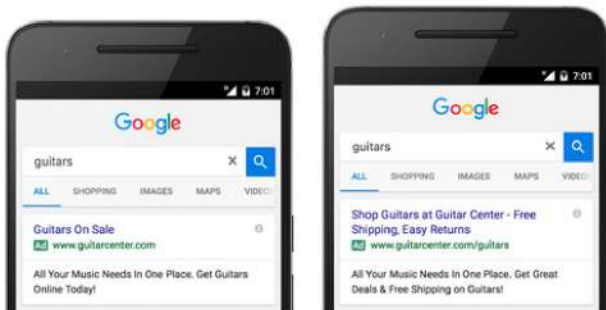 7:01
Google
guitars
ALL SHOPPING IMAGES MAPS VIDEOS
Guitars On Sale
Ad www.guitarcenter.com
All Your Music Needs In One Place. Get Guitars
Online Today!
7:01
Google
guitars
ALL SHOPPING IMAGES MAPS VIDEO
Shop Guitars at Guitar Center - Free
Shipping, Easy Returns
Ad www.guitarcenter.com/guitars
All Your Music Needs In One Place. Get Great
Deals & Free Shipping on Guitars!